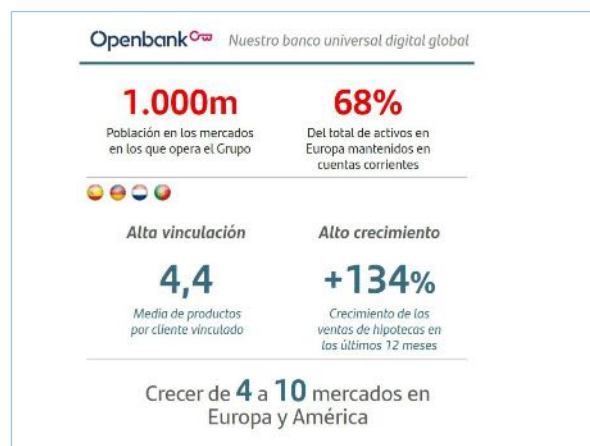 Openbank Nuestro banco universal digital global
1.000m
Población en los mercados
en los que opera el Grupo
68%
Del total de activos en
Europa mantenidos en
cuentas corrientes
Alta vinculación
4,4
Media de productos
por cliente vinculado
Alto crecimiento
+134%
Crecimiento de las
ventas de hipotecas en
los últimos 12 meses
Crecer de 4 a 10 mercados en
Europa y América